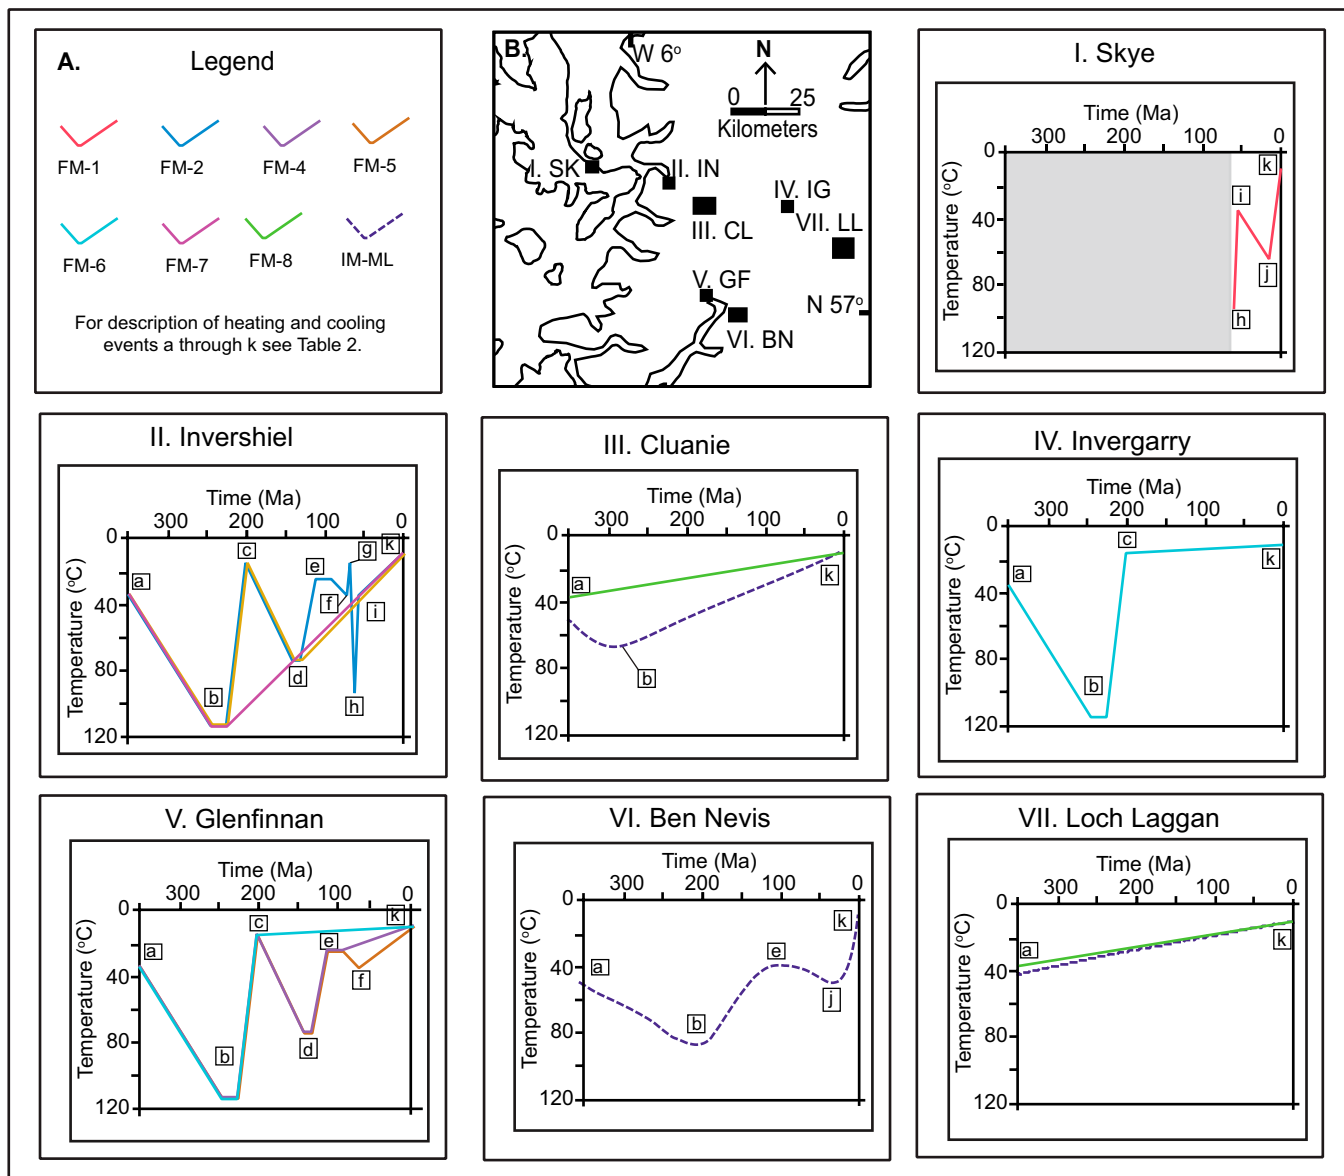 A. Legend
FM-1 FM-2 FM-4 FM-5
FM-6 FM-7 FM-8 IM-ML
For description of heating and cooling
events a through k see Table 2.
B. W 6° N
0 25
Kilometers
I. SK II. IN
III. CL IV. IG
VII. LL
V. GF
N 57°
VI. BN
I. Skye
Time (Ma)
300 200 100 0
Temperature (°C)
0
40
80
120
k
i
j
h
II. Invershiel
Time (Ma)
300 200 100 0
Temperature (°C)
0
40
80
120
a
b
c
d
e
f
g
h
i
k
III. Cluanie
Time (Ma)
300 200 100 0
Temperature (°C)
0
40
80
120
a
b
k
IV. Invergarry
Time (Ma)
300 200 100 0
Temperature (°C)
0
40
80
120
a
b
c
k
V. Glenfinnan
Time (Ma)
300 200 100 0
Temperature (°C)
0
40
80
120
a
b
c
d
e
f
k
VI. Ben Nevis
Time (Ma)
300 200 100 0
Temperature (°C)
0
40
80
120
a
b
e
j
k
VII. Loch Laggan
Time (Ma)
300 200 100 0
Temperature (°C)
0
40
80
120
a
k